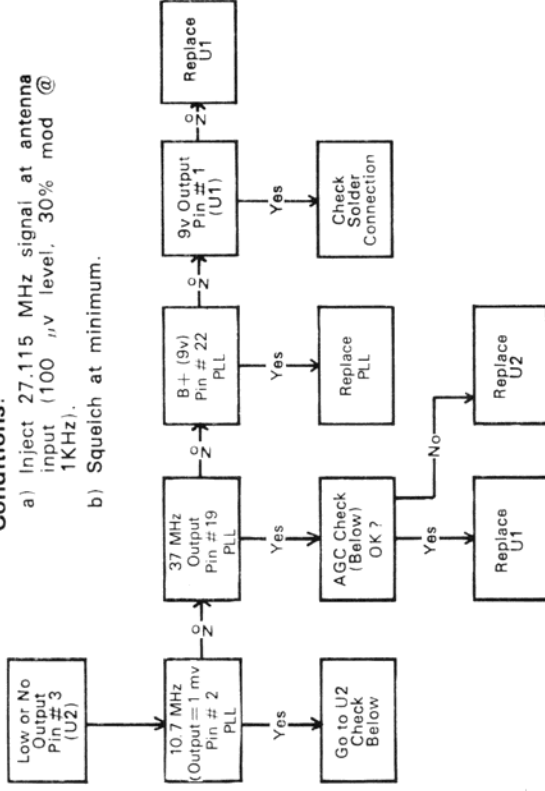 Conditions:
a) Inject 27.115 MHz signal at antenna
input (100 „v level, 30% mod @
1KHz).
b) Squelch at minimum.
Low or No
Output
Pin # 3
(U2)
10.7 MHz
(Output = 1 mv
Pin # 2
PLL
No
37 MHz
Output
Pin #19
PLL
No
B+ (9v)
Pin # 22
PLL
No
9v Output
Pin # 1
(U1)
No
Replace
U1
Yes
Go to U2
Check
Below
Yes
AGC Check
(Below)
OK?
Yes
Replace
PLL
Yes
Check
Solder
Connection
Yes
Replace
U1
No
Replace
U2